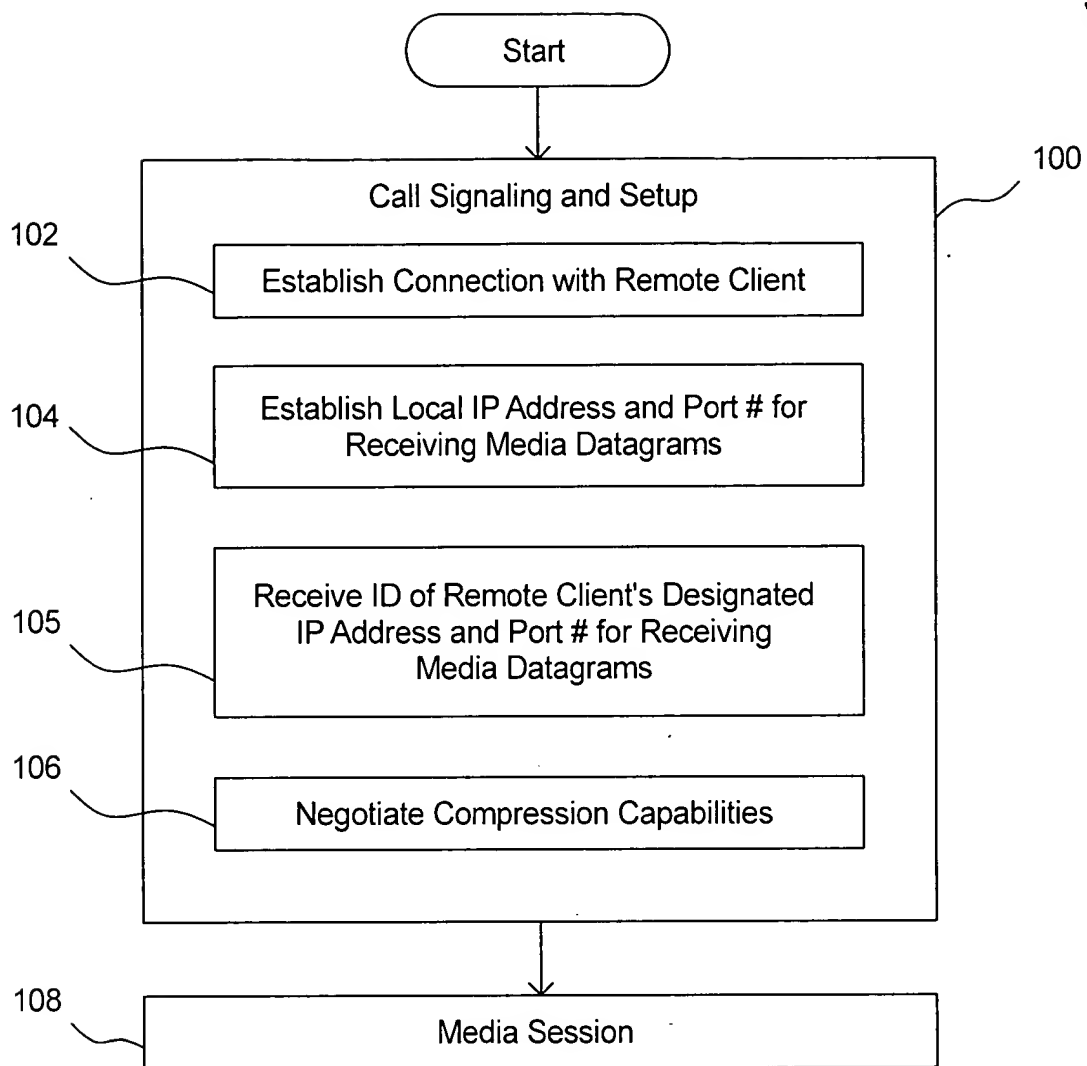 Start
100
Call Signaling and Setup
102
Establish Connection with Remote Client
104
Establish Local IP Address and Port # for
Receiving Media Datagrams
105
Receive ID of Remote Client's Designated
IP Address and Port # for Receiving
Media Datagrams
106
Negotiate Compression Capabilities
108
Media Session